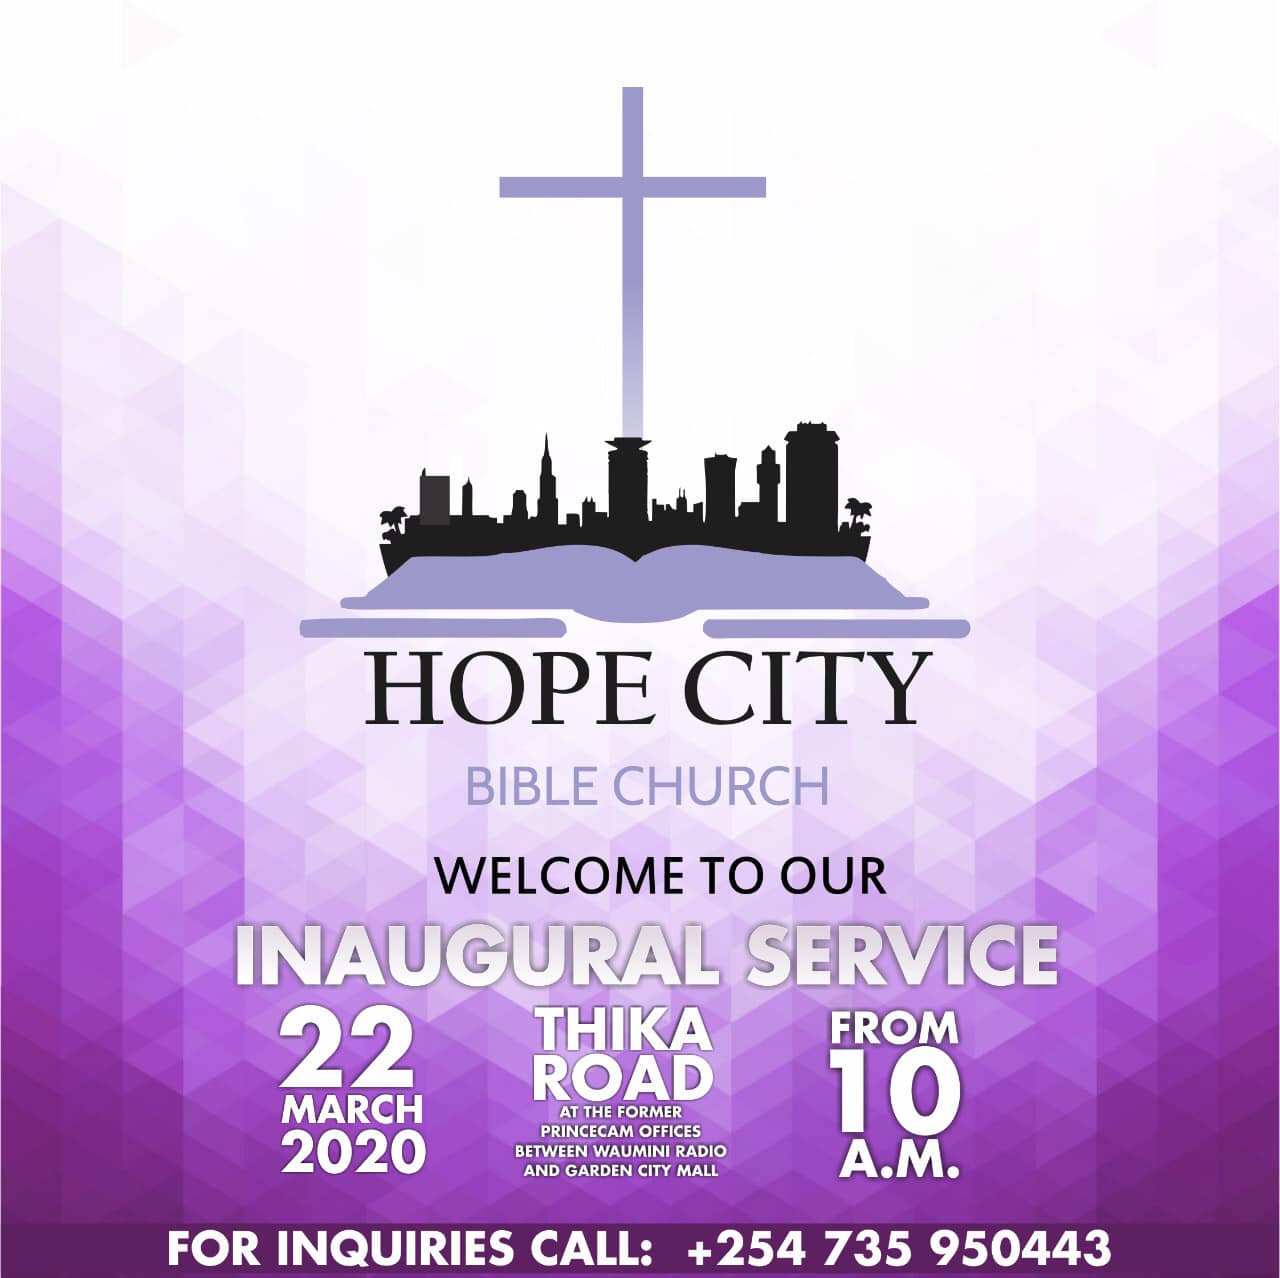 HOPE CITY
BIBLE CHURCH
WELCOME TO OUR
INAUGURAL SERVICE
22
MARCH
2020
THIKA
ROAD
AT THE FORMER
PRINCECAM OFFICES
BETWEEN WAUMINI RADIO
AND GARDEN CITY MALL
FROM
10
A.M.
FOR INQUIRIES CALL: +254 735 950443